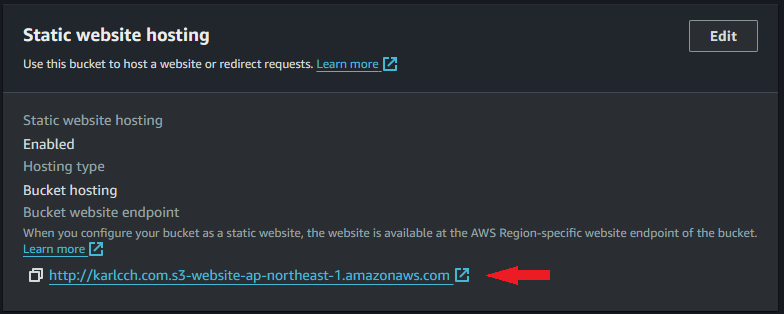 Static website hosting
Edit
Use this bucket to host a website or redirect requests. Learn more
Static website hosting
Enabled
Hosting type
Bucket hosting
Bucket website endpoint
When you configure your bucket as a static website, the website is available at the AWS Region-specific website endpoint of the bucket.
Learn more
http://karlcch.com.s3-website-ap-northeast-1.amazonaws.com